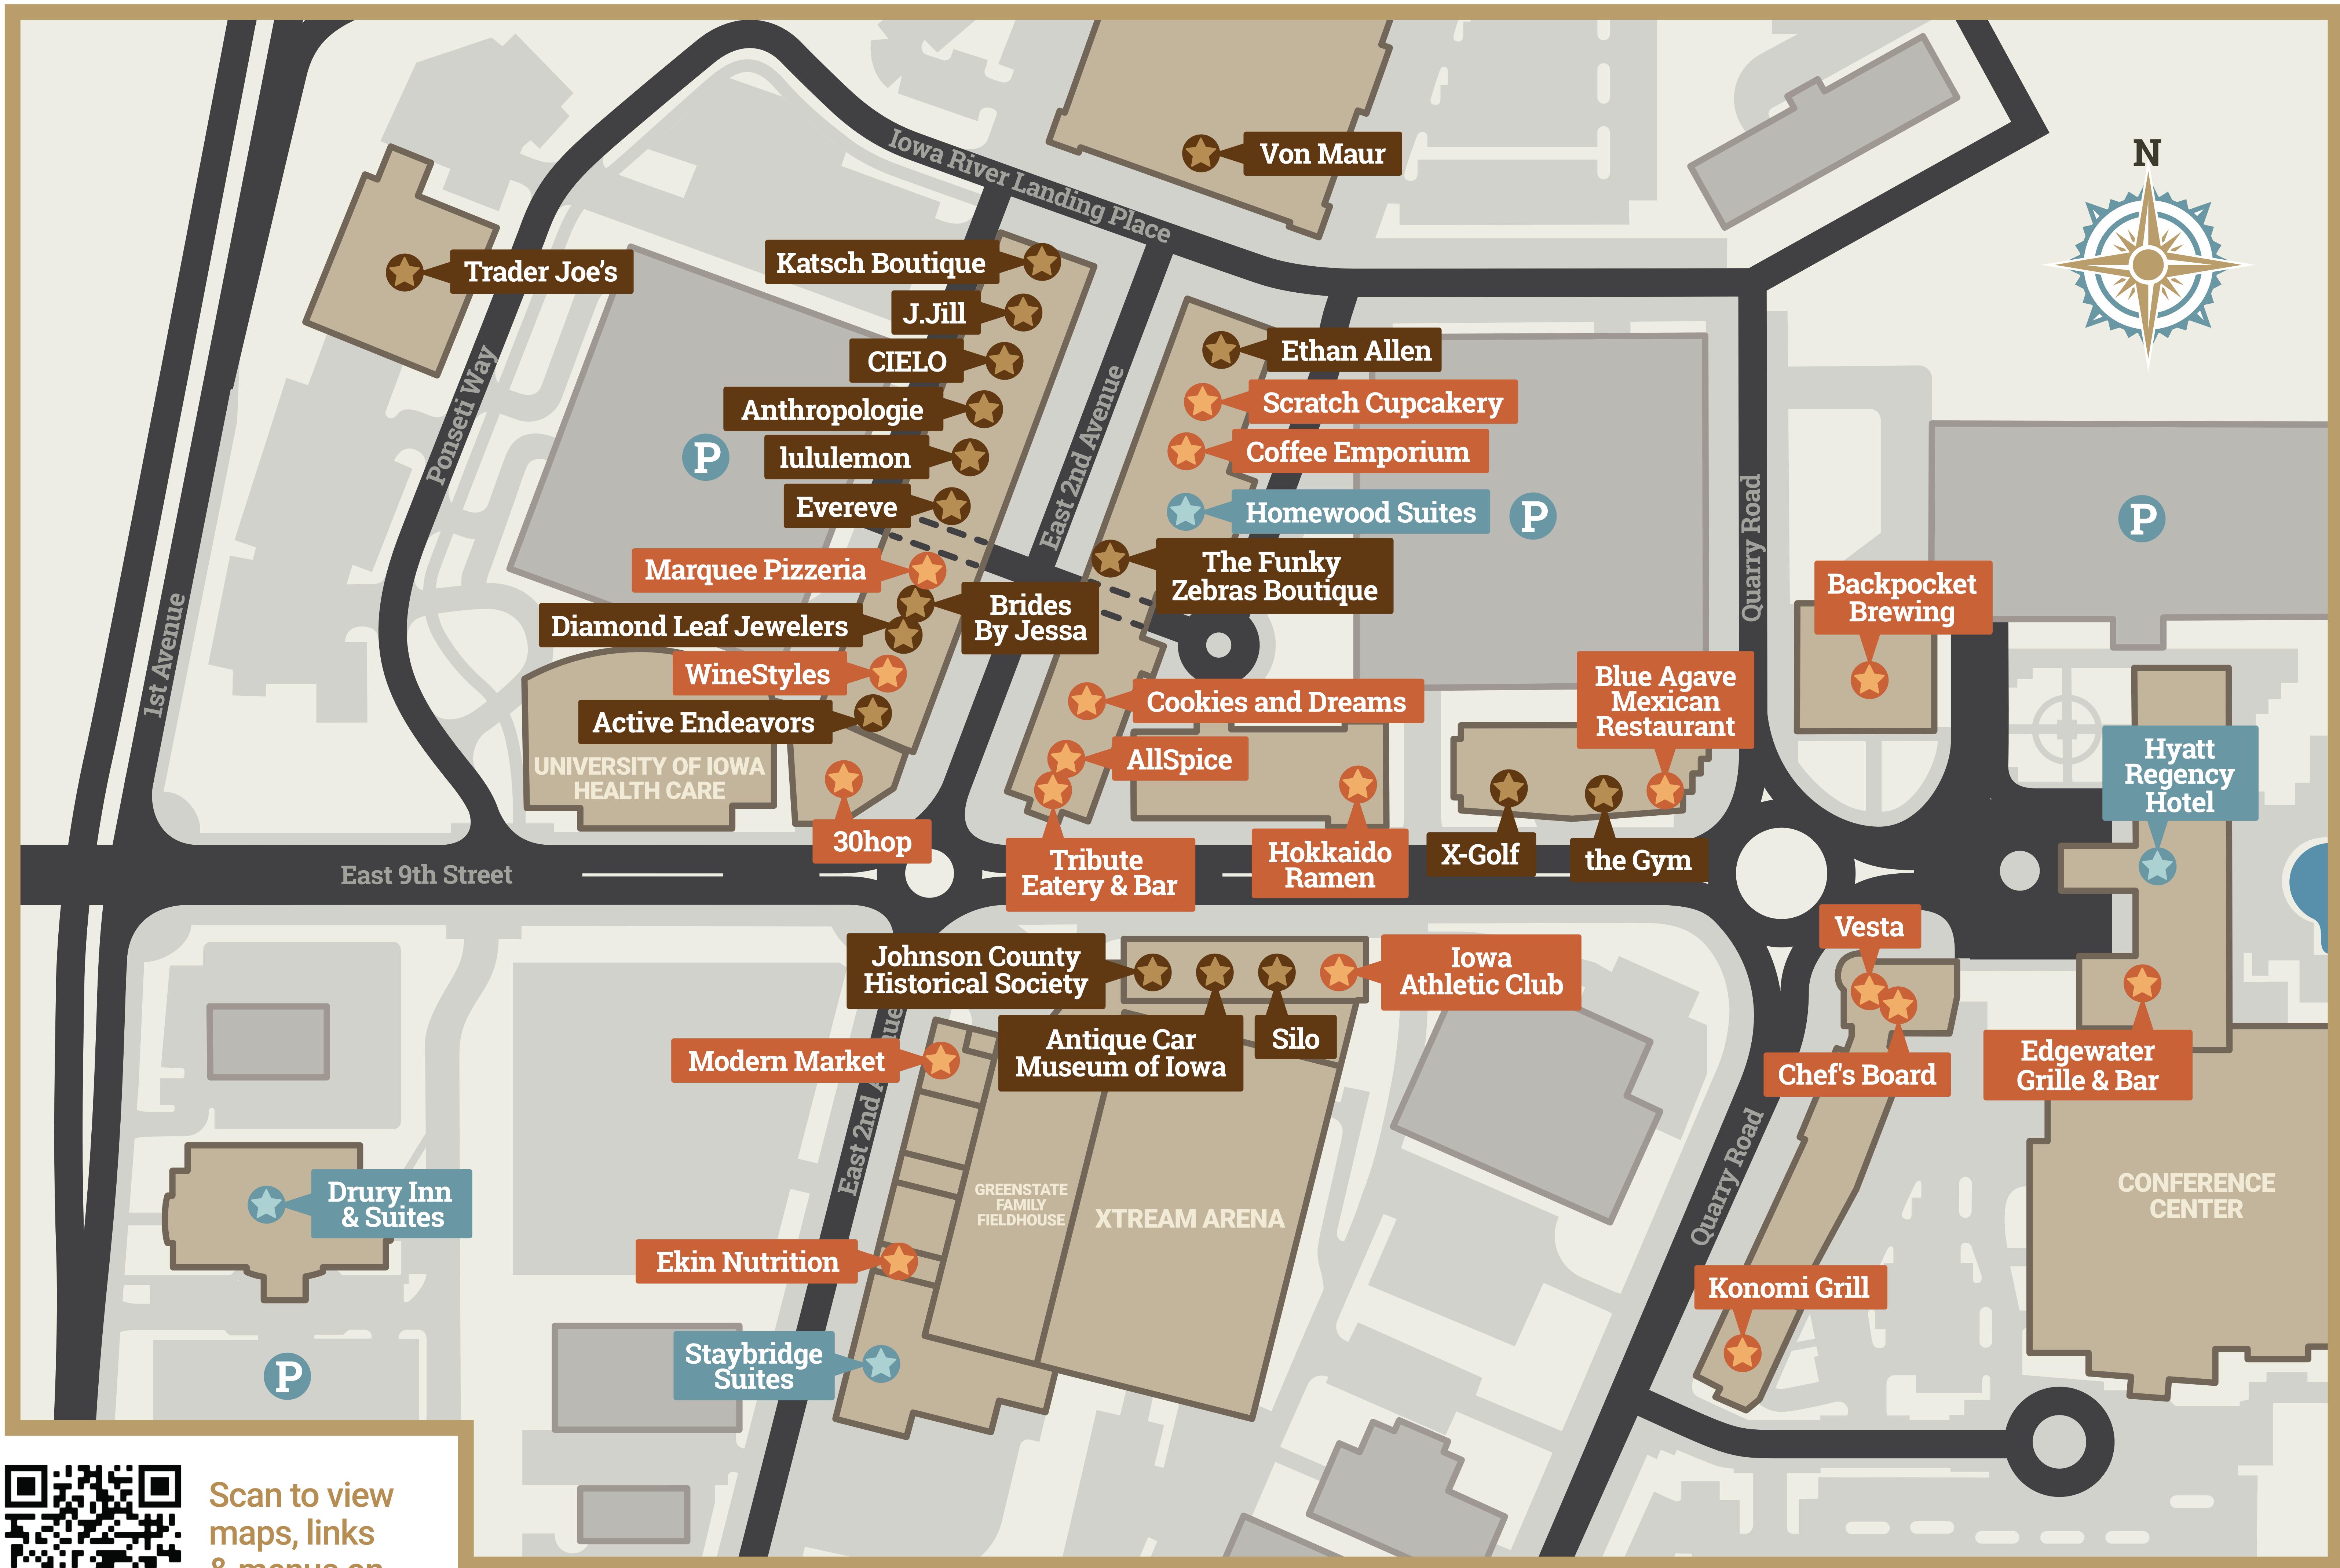 N
Von Maur
Iowa River Landing Place
Trader Joe's
Katsch Boutique
J.Jill
CIELO
Anthropologie
lululemon
Evereve
Marquee Pizzeria
Diamond Leaf Jewelers
Brides
By Jessa
WineStyles
Active Endeavors
UNIVERSITY OF IOWA
HEALTH CARE
30hop
P
Ponseti Way
1st Avenue
East 2nd Avenue
Ethan Allen
Scratch Cupcakery
Coffee Emporium
Homewood Suites
P
The Funky
Zebras Boutique
Cookies and Dreams
AllSpice
Tribute
Eatery & Bar
Hokkaido
Ramen
X-Golf
the Gym
Blue Agave
Mexican
Restaurant
Quarry Road
P
Backpocket
Brewing
Hyatt
Regency
Hotel
East 9th Street
Vesta
Chef's Board
Edgewater
Grille & Bar
CONFERENCE
CENTER
Johnson County
Historical Society
Antique Car
Museum of Iowa
Silo
Iowa
Athletic Club
Modern Market
East 2nd A ue
GREENSTATE
FAMILY
FIELDHOUSE
XTREAM ARENA
Quarry Road
Drury Inn
& Suites
Ekin Nutrition
Konomi Grill
Staybridge
Suites
P
Scan to view
maps, links
& menus on